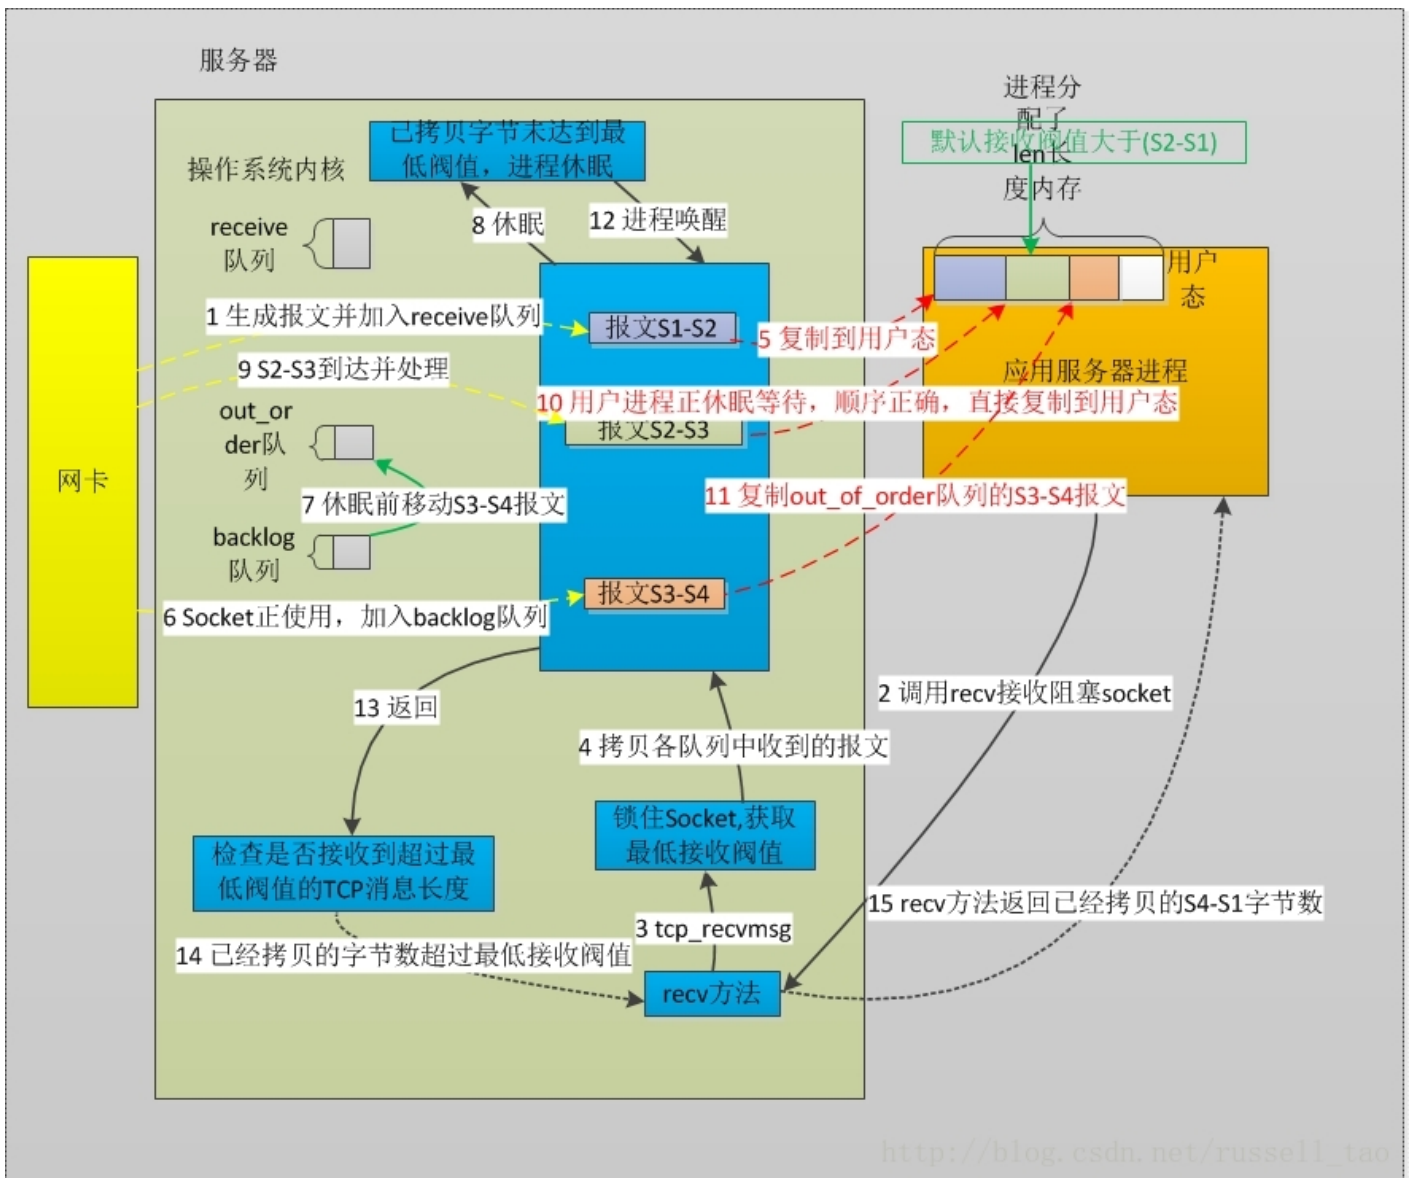 服务器
进程分
配了
len长
度内存
默认接收阀值大于(S2-S1)
已拷贝字节未达到最
低阀值，进程休眠
操作系统内核
8 休眠
12 进程唤醒
receive
队列
用户
态
1 生成报文并加入receive队列
报文S1-S2
5 复制到用户态
9 S2-S3到达并处理
应用服务器进程
10 用户进程正休眠等待，顺序正确，直接复制到用户态
out_or
der队
列
报文S2-S3
网卡
7 休眠前移动S3-S4报文
11 复制out_of_order队列的S3-S4报文
backlog
队列
报文S3-S4
6 Socket正使用，加入backlog队列
13 返回
2 调用recv接收阻塞socket
4 拷贝各队列中收到的报文
锁住Socket,获取
最低接收阀值
检查是否接收到超过最
低阀值的TCP消息长度
15 recv方法返回已经拷贝的S4-S1字节数
3 tcp_recvmsg
14 已经拷贝的字节数超过最低接收阀值
recv方法
http://blog.csdn.net/russell_tao